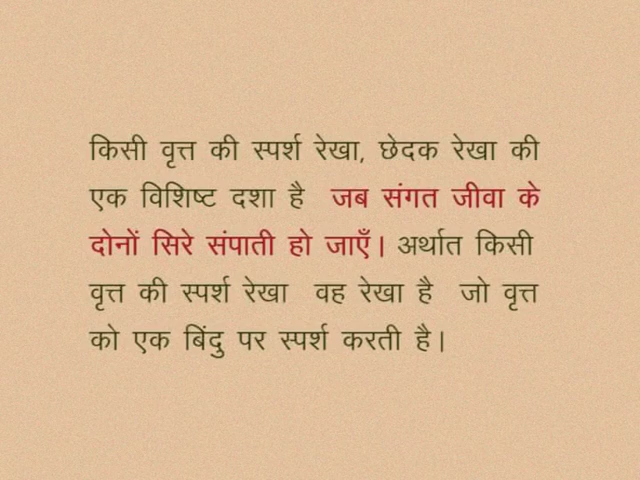 किसी वृत्त की स्पर्श रेखा, छेदक रेखा की
एक विशिष्ट दशा है जब संगत जीवा के
दोनों सिरे संपाती हो जाएँ। अर्थात किसी
वृत्त की स्पर्श रेखा वह रेखा है जो वृत्त
को एक बिंदु पर स्पर्श करती है।